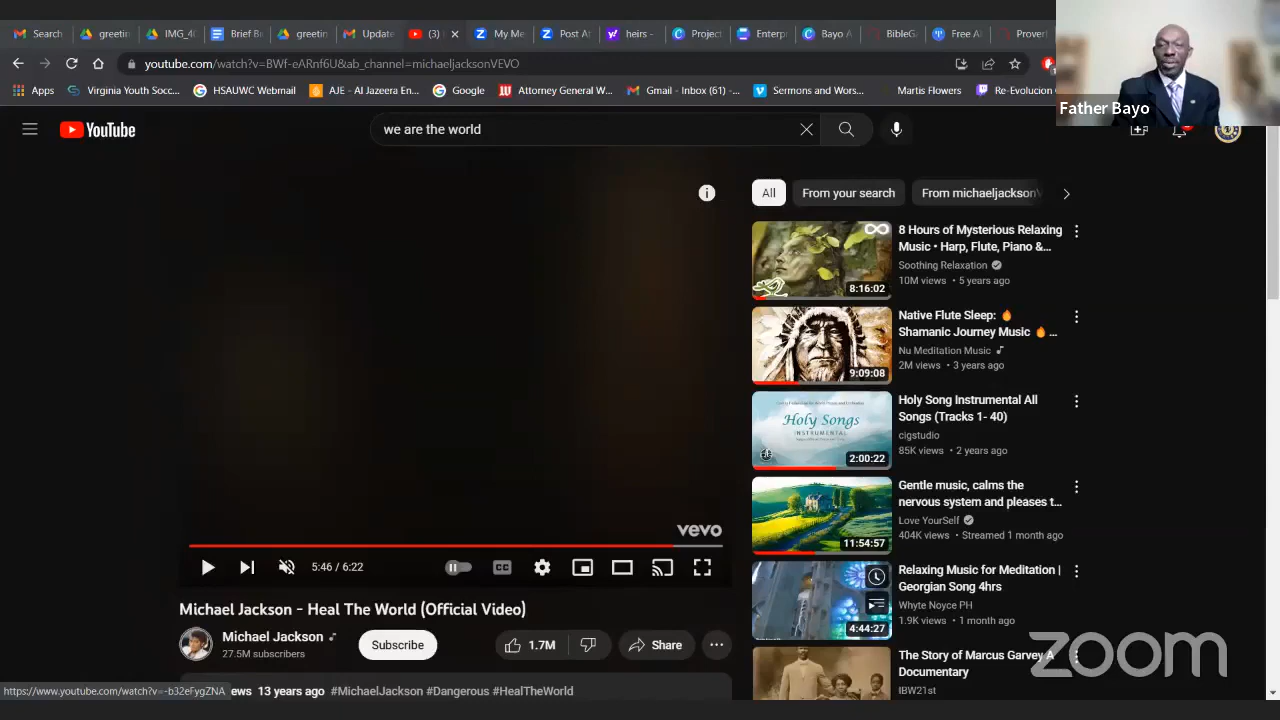 Search
greetin
IMG_40
Brief Be
greetin
Update
(3)
My Me
Post At
heirs -
Project
Enterp
Bayo A
BibleGa
Free Al
Prover
youtube.com/watch?v=BWf-eARnf6U&ab_channel=michaeljacksonVEVO
Apps
Virginia Youth Socc...
HSAUWC Webmail
AJE - Al Jazeera En...
Google
Attorney General W...
Gmail - Inbox (61) -...
Sermons and Wors...
Martis Flowers
Re-Evolution
Father Bayo
YouTube
we are the world
All
From your search
From michaeljacksonV
8 Hours of Mysterious Relaxing
Music • Harp, Flute, Piano &...
Soothing Relaxation
10M views • 5 years ago
8:16:02
Native Flute Sleep: 🔥
Shamanic Journey Music 🔥 ...
Nu Meditation Music
2M views • 3 years ago
9:09:08
Holy Songs
INSTRUMENTAL
2:00:22
Holy Song Instrumental All
Songs (Tracks 1- 40)
cigstudio
85K views • 2 years ago
Gentle music, calms the
nervous system and pleases t...
Love YourSelf
404K views • Streamed 1 month ago
11:54:57
Relaxing Music for Meditation |
Georgian Song 4hrs
Whyte Noyce PH
1.9K views • 1 month ago
4:44:27
The Story of Marcus Garvey A
Documentary
IBW21st
vevo
5:46 / 6:22
CC
Michael Jackson - Heal The World (Official Video)
Michael Jackson
27.5M subscribers
Subscribe
1.7M
Share
https://www.youtube.com/watch?v=-b32eFygZNA
ews 13 years ago #MichaelJackson #Dangerous #HealTheWorld
zoom